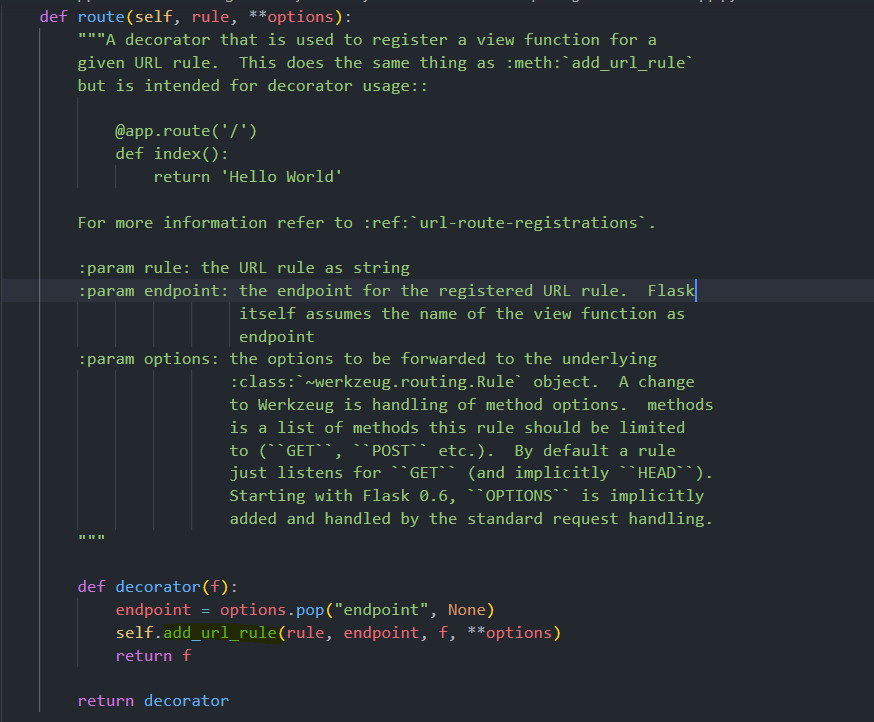 def route(self, rule, **options):
    """A decorator that is used to register a view function for a
    given URL rule.  This does the same thing as :meth:`add_url_rule`
    but is intended for decorator usage::

        @app.route('/')
        def index():
            return 'Hello World'

    For more information refer to :ref:`url-route-registrations`.

    :param rule: the URL rule as string
    :param endpoint: the endpoint for the registered URL rule.  Flask
                     itself assumes the name of the view function as
                     endpoint
    :param options: the options to be forwarded to the underlying
                    :class:`~werkzeug.routing.Rule` object.  A change
                    to Werkzeug is handling of method options.  methods
                    is a list of methods this rule should be limited
                    to (``GET``, ``POST`` etc.).  By default a rule
                    just listens for ``GET`` (and implicitly ``HEAD``).
                    Starting with Flask 0.6, ``OPTIONS`` is implicitly
                    added and handled by the standard request handling.
    """

    def decorator(f):
        endpoint = options.pop("endpoint", None)
        self.add_url_rule(rule, endpoint, f, **options)
        return f

    return decorator